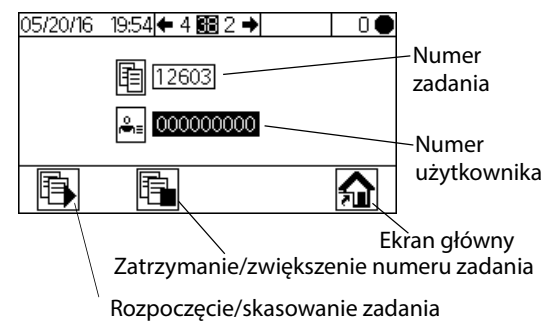 05/20/16 19:54 4 38 2 0
12603
Numer
zadania
000000000
Numer
użytkownika
Ekran główny
Zatrzymanie/zwiększenie numeru zadania
Rozpoczęcie/skasowanie zadania